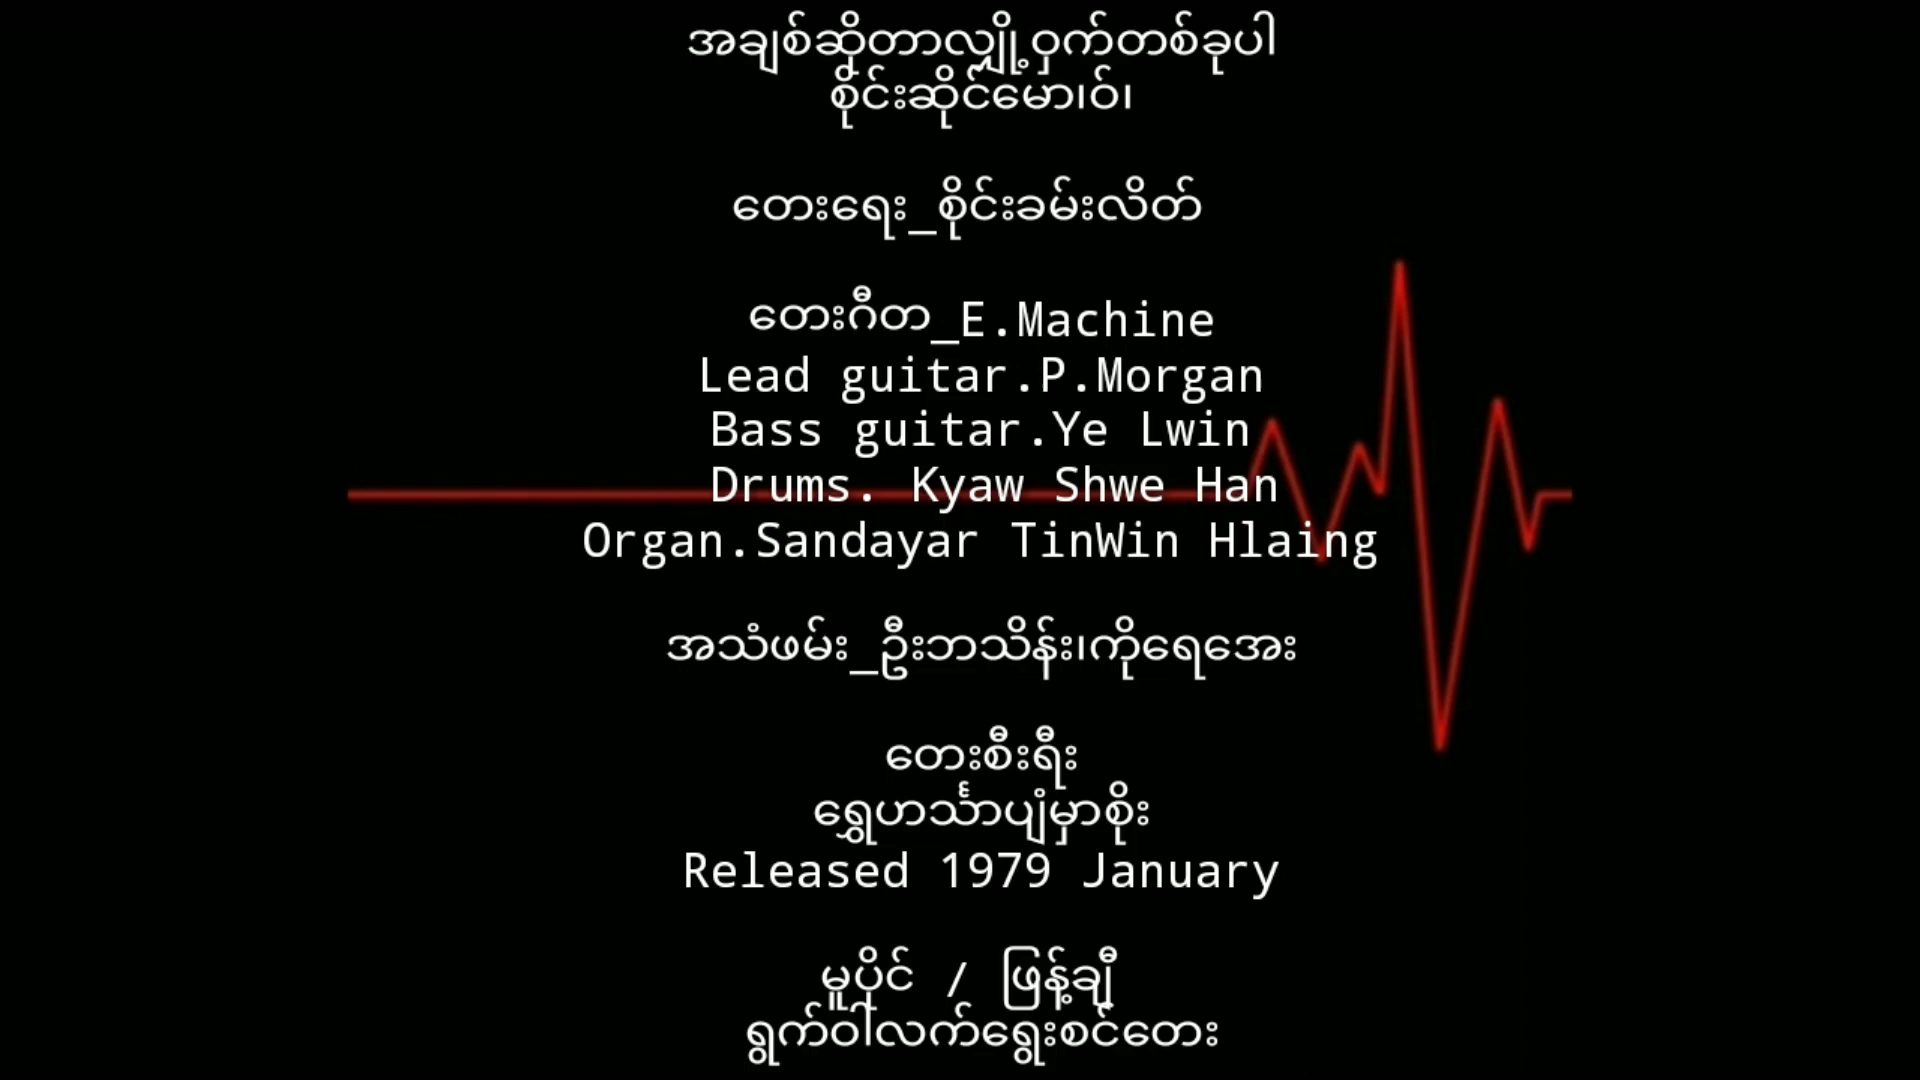 အချစ်ဆိုတာလျှို့ဝှက်တစ်ခုပါ
စိုင်းဆိုင်မော၊ဝ်၊
တေးရေး_စိုင်းခမ်းလိတ်
တေးဂီတ_E.Machine
Lead guitar.P.Morgan
Bass guitar.Ye Lwin
Drums. Kyaw Shwe Han
Organ.Sandayar TinWin Hlaing
အသံဖမ်း_ဦးဘသိန်း၊ကိုရေအေး
တေးစီးရီး
ရွှေဟင်္သာပျံမှာစိုး
Released 1979 January
မူပိုင် / ဖြန့်ချီ
ရွက်ဝါလက်ရွေးစင်တေး